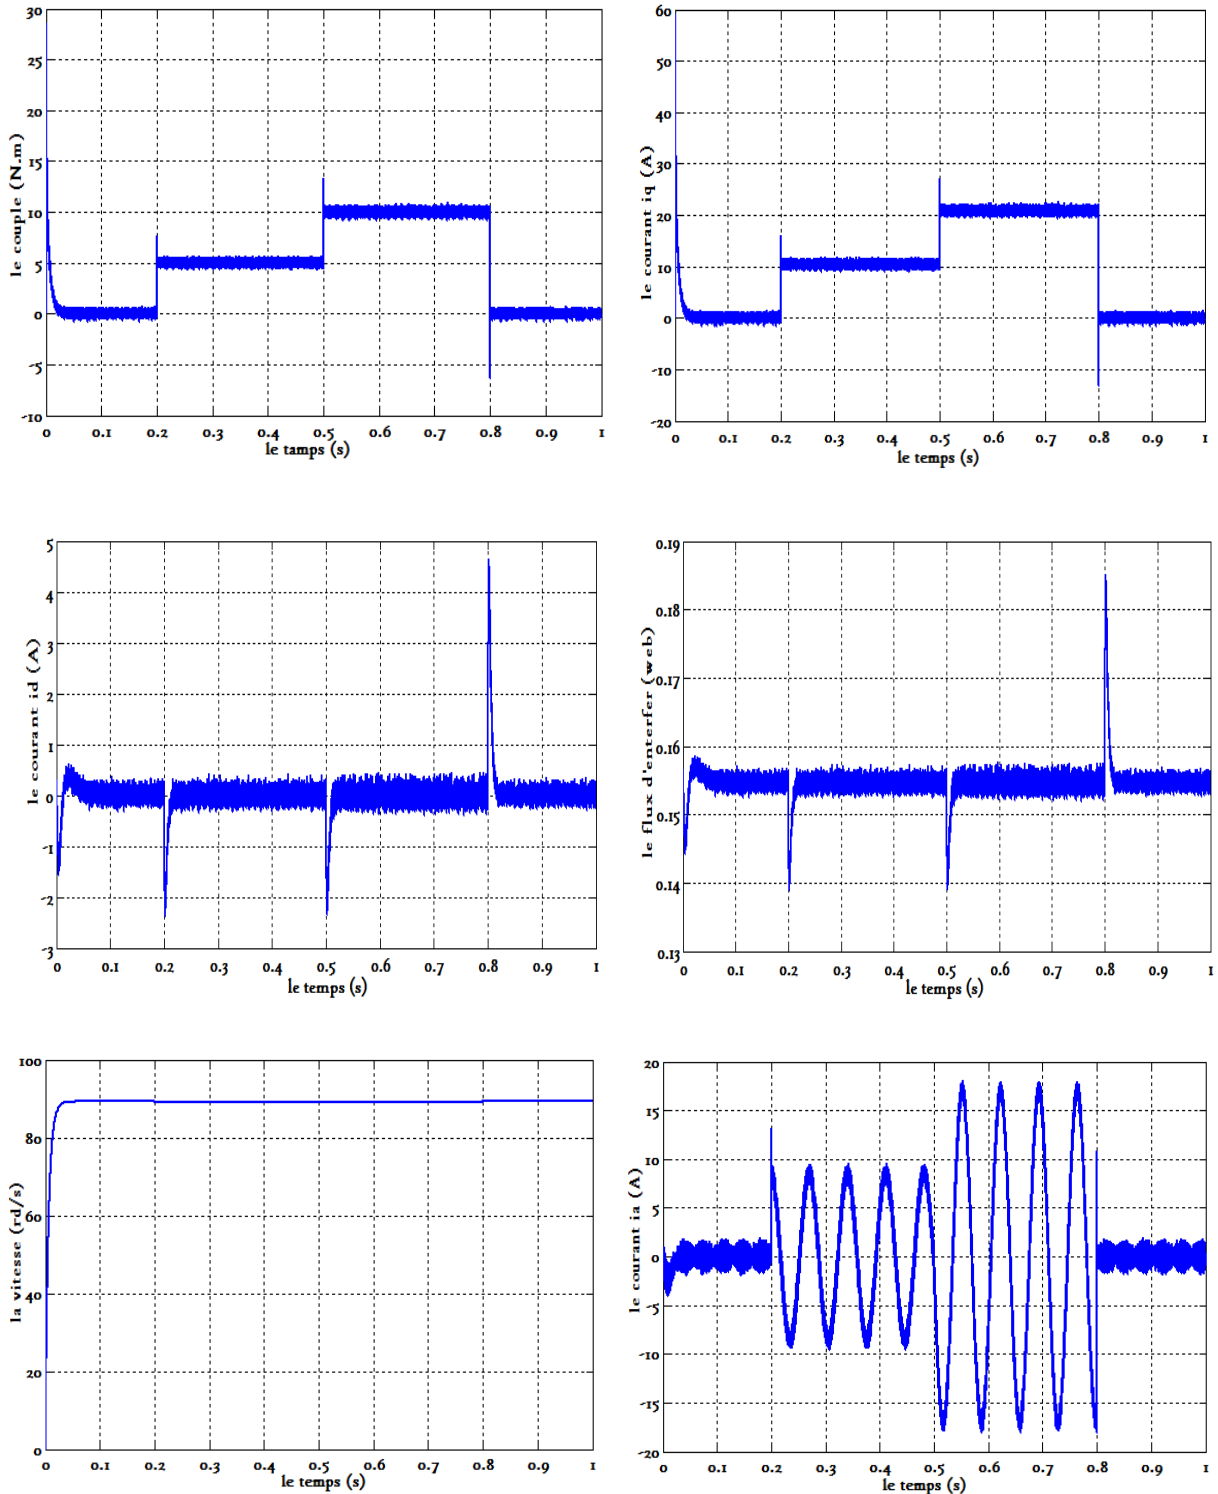 30
25
20
15
10
5
0
-5
-10
le couple (N.m)
0 0.1 0.2 0.3 0.4 0.5 0.6 0.7 0.8 0.9 1
le tamps (s)
60
50
40
30
20
10
0
-10
-20
le courant iq (A)
0 0.1 0.2 0.3 0.4 0.5 0.6 0.7 0.8 0.9 1
le temps (s)
5
4
3
2
1
0
-1
-2
-3
le courant id (A)
0 0.1 0.2 0.3 0.4 0.5 0.6 0.7 0.8 0.9 1
le temps (s)
0.19
0.18
0.17
0.16
0.15
0.14
0.13
le flux d'enterfer (web)
0 0.1 0.2 0.3 0.4 0.5 0.6 0.7 0.8 0.9 1
le temps (s)
100
80
60
40
20
0
la vitesse (rd/s)
0 0.1 0.2 0.3 0.4 0.5 0.6 0.7 0.8 0.9 1
le temps (s)
20
15
10
5
0
-5
-10
-15
-20
le courant ia (A)
0 0.1 0.2 0.3 0.4 0.5 0.6 0.7 0.8 0.9 1
le temps (s)